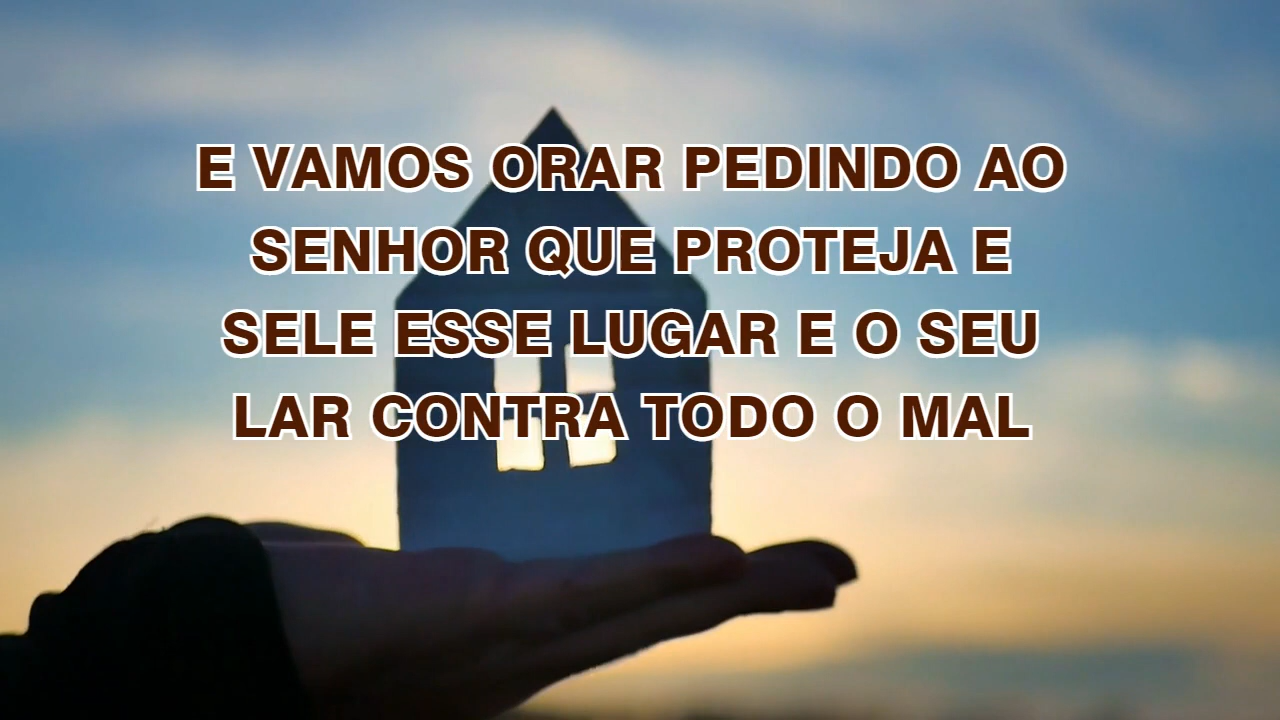 E VAMOS ORAR PEDINDO AO
SENHOR QUE PROTEJA E
SELE ESSE LUGAR E O SEU
LAR CONTRA TODO O MAL